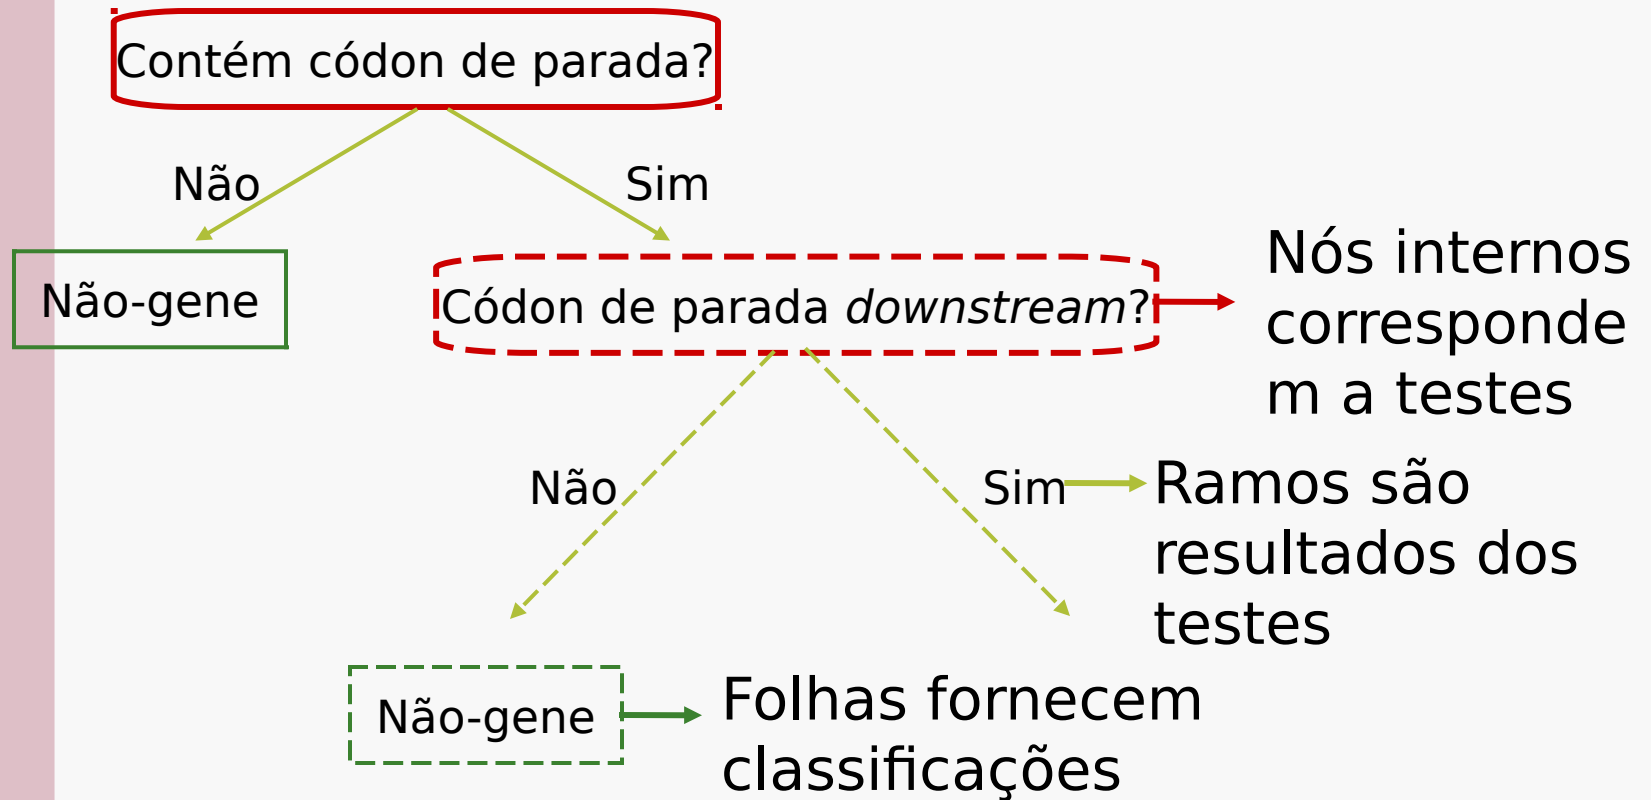 Contém códon de parada?
Não
Sim
Não-gene
Códon de parada downstream?
Nós internos
corresponde
m a testes
Não
Sim
Ramos são
resultados dos
testes
Não-gene
Folhas fornecem
classificações